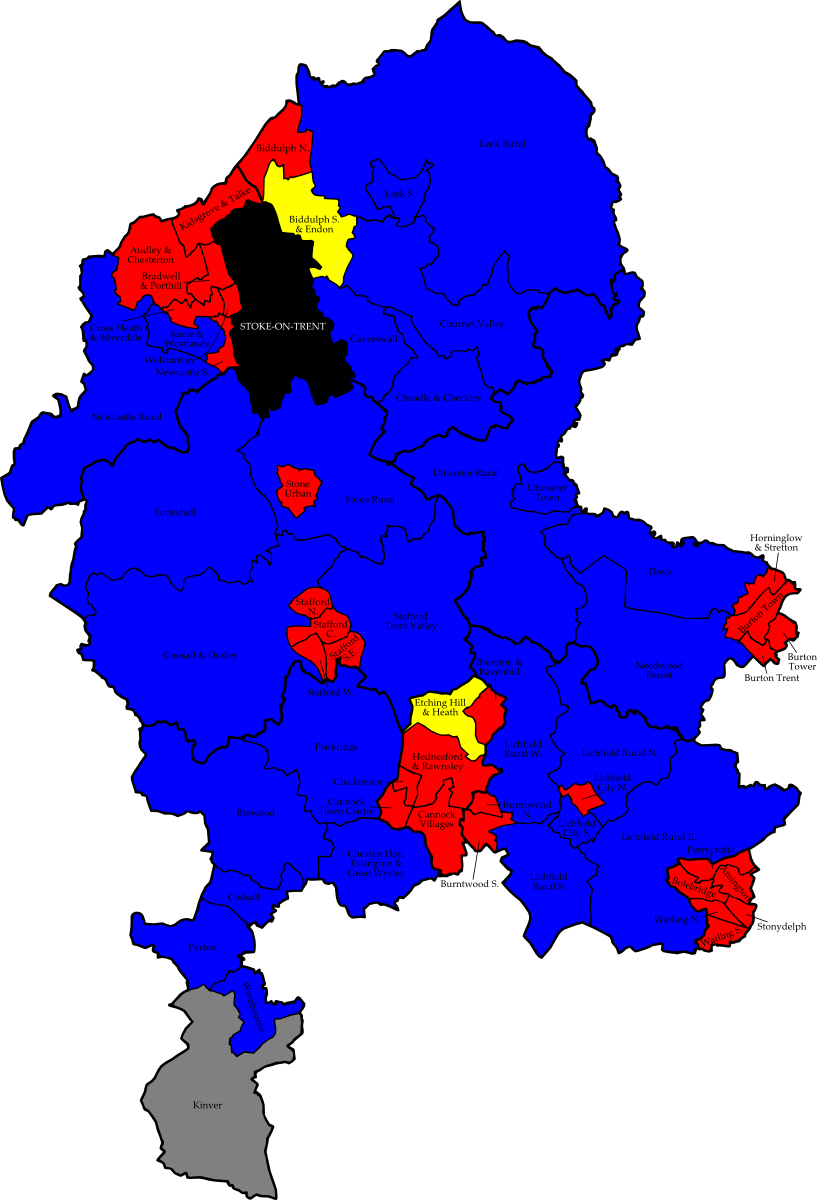 Leek Rural
Biddulph N.
Leek S.
Kidsgrove & Talke
Biddulph S.
& Endon
Audley &
Chesterton
Bradwell
& Porthill
STOKE-ON-TRENT
Churnet Valley
Cross Heath
& Silverdale
Keele &
Westlands
Caverswall
Wolstanton
Newcastle S.
Cheadle & Checkley
Newcastle Rural
Uttoxeter Rural
Stone
Urban
Uttoxeter
Town
Stone Rural
Eccleshall
Horninglow
& Stretton
Dove
Stafford
N.
Burton Town
Stafford
Trent Valley
Stafford
C.
Stafford
S.E.
Gnosall & Doxey
Burton
Tower
Brereton &
Ravenhill
Needwood
Forest
Burton Trent
Stafford W.
Etching Hill
& Heath
Penkridge
Lichfield
Rural W.
Lichfield Rural N.
Hednesford
& Rawnsley
Chadsmoor
Lichfield
City N.
Cannock
Town Centre
Burntwood
N.
Brewood
Cannock
Villages
Lichfield
City S.
Lichfield Rural E.
Perrycrofts
Cheslyn Hay,
Essington &
Great Wyrley
Amington
Burntwood S.
Lichfield
Rural S.
Bolebridge
Codsall
Watling N.
Stonydelph
Watling S.
Perton
Wombourne
Kinver